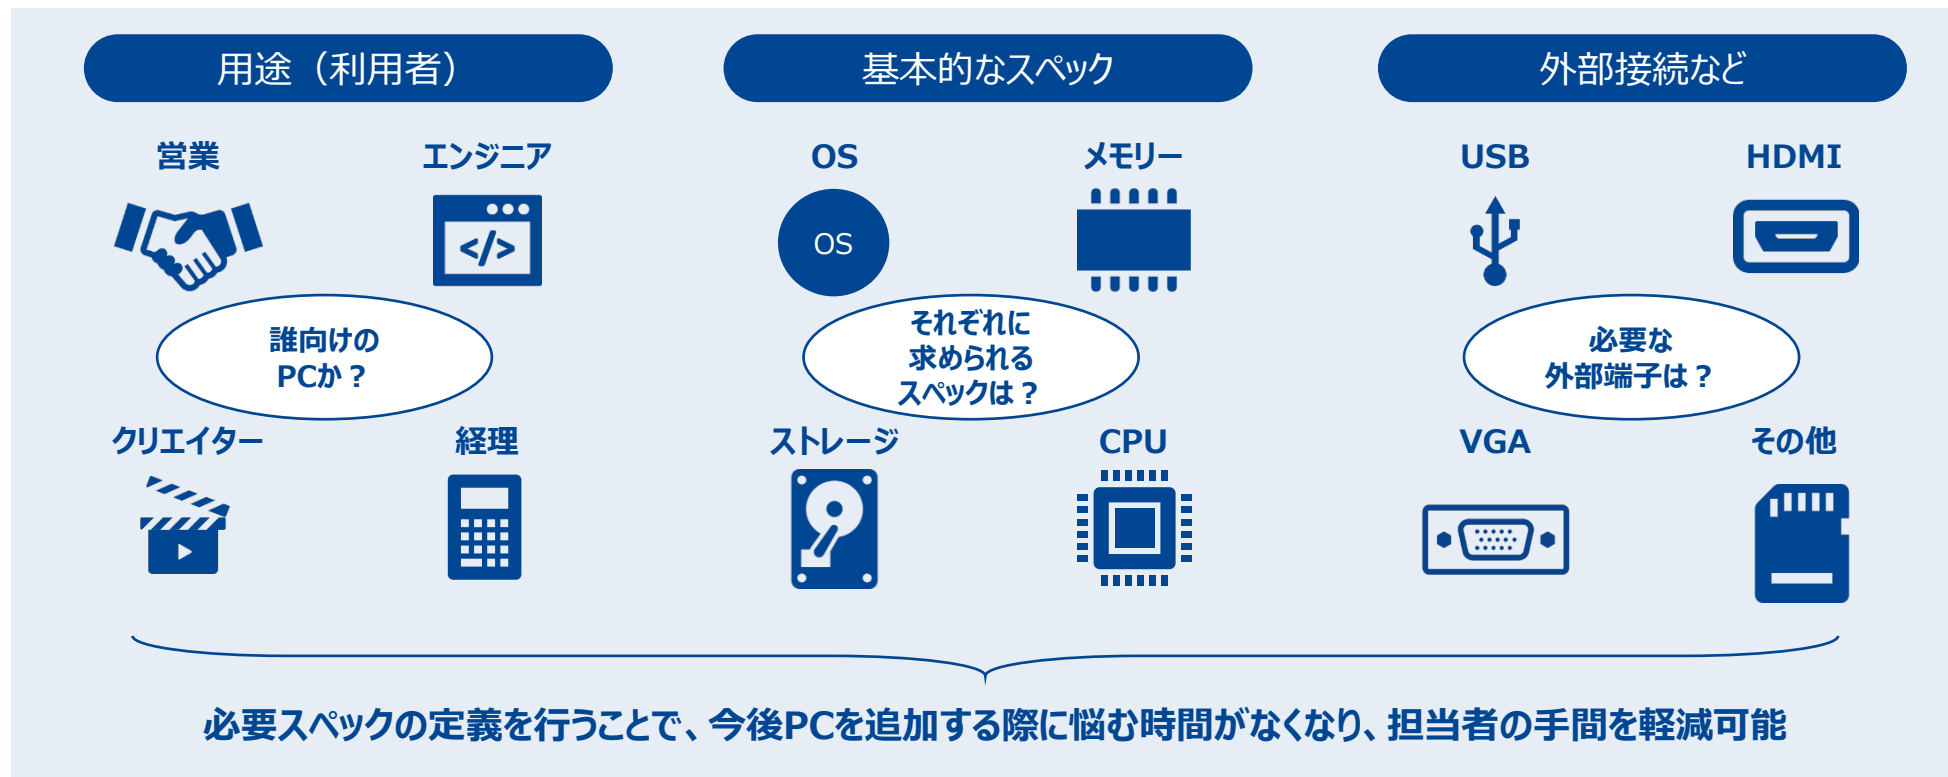 用途（利用者）
営業
エンジニア
</>
誰向けの
PCか？
クリエイター
経理
基本的なスペック
OS
メモリー
OS
それぞれに
求められる
スペックは？
ストレージ
CPU
外部接続など
USB
HDMI
必要な
外部端子は？
VGA
その他
必要スペックの定義を行うことで、今後PCを追加する際に悩む時間がなくなり、担当者の手間を軽減可能